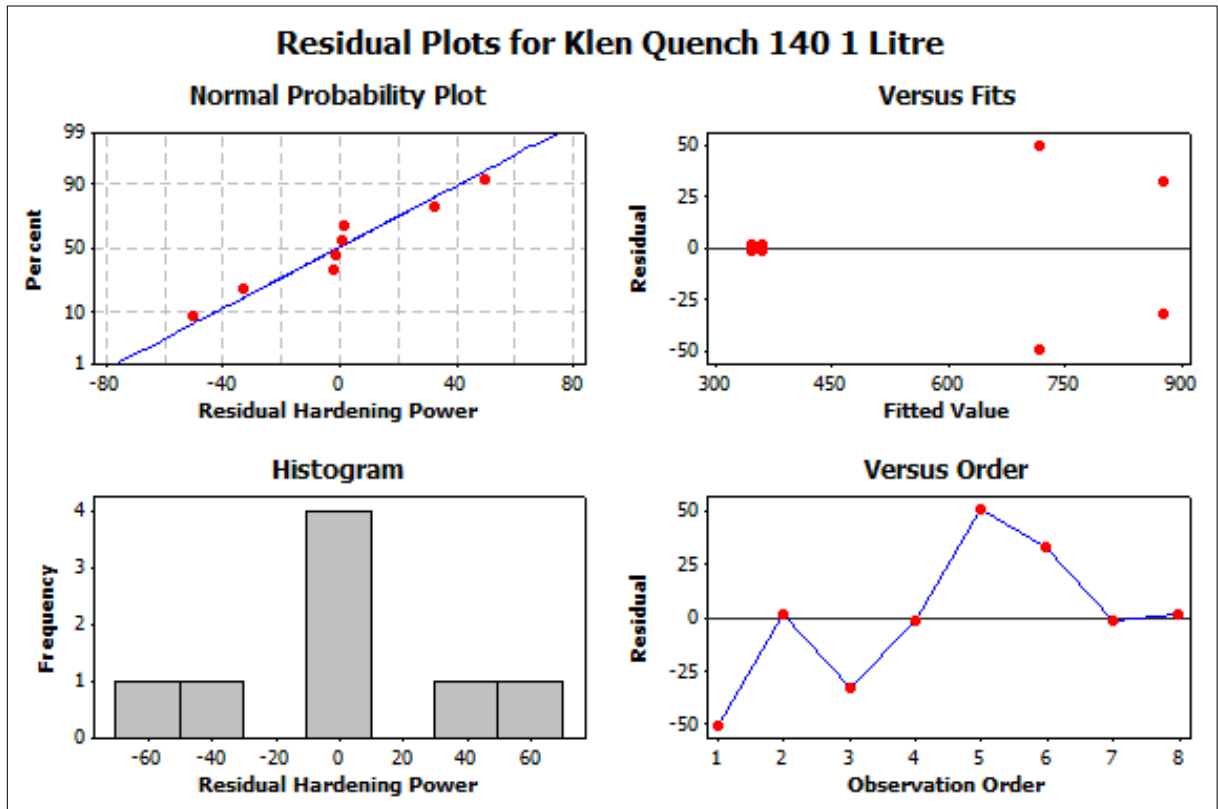 Residual Plots for Klen Quench 140 1 Litre
Normal Probability Plot
Percent
99
90
50
10
1
-80 -40 0 40 80
Residual Hardening Power
Versus Fits
Residual
50
25
0
-25
-50
300 450 600 750 900
Fitted Value
Histogram
Frequency
4
3
2
1
0
-60 -40 -20 0 20 40 60
Residual Hardening Power
Versus Order
Residual
50
25
0
-25
-50
1 2 3 4 5 6 7 8
Observation Order